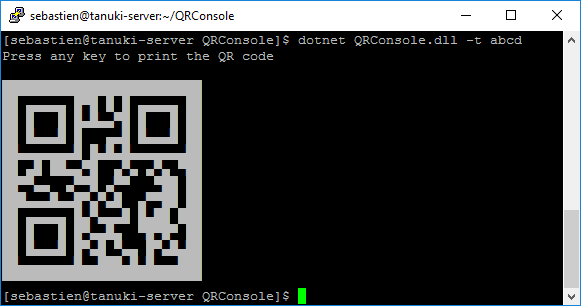 sebastien@tanuki-server:~/QRConsole
[sebastien@tanuki-server QRConsole]$ dotnet QRConsole.dll -t abcd
Press any key to print the QR code
[sebastien@tanuki-server QRConsole]$